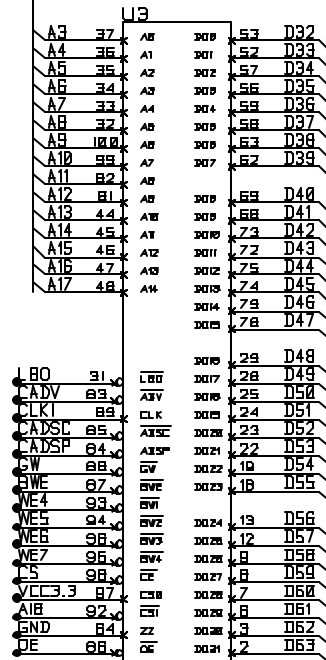 U3
A3 37 A0 DQ0 53 D32
A4 36 A1 DQ1 52 D33
A5 35 A2 DQ2 57 D34
A6 34 A3 DQ3 56 D35
A7 33 A4 DQ4 59 D36
A8 32 A5 DQ5 58 D37
A9 100 A6 DQ6 63 D38
A10 99 A7 DQ7 62 D39
A11 82 A8
A12 81 A9 DQ8 69 D40
A13 44 A10 DQ9 68 D41
A14 45 A11 DQ10 73 D42
A15 46 A12 DQ11 72 D43
A16 47 A13 DQ12 75 D44
A17 48 A14 DQ13 74 D45
DQ14 79 D46
DQ15 78 D47
DQ16 29 D48
LBO 31 LBO DQ17 28 D49
CADV 83 ADV DQ18 25 D50
CLK1 89 CLK DQ19 24 D51
CADSC 85 ADSC DQ20 23 D52
CADSP 84 ADSP DQ21 22 D53
GW 88 GW DQ22 19 D54
BWE 87 BWE DQ23 18 D55
WE4 93 BW1
WE5 94 BW2 DQ24 13 D56
WE6 95 BW3 DQ25 12 D57
WE7 96 BW4 DQ26 9 D58
CS 98 CE DQ27 8 D59
VCC3.3 97 CS0 DQ28 7 D60
A18 92 CS1 DQ29 6 D61
GND 64 ZZ DQ30 3 D62
OE 86 OE DQ31 2 D63